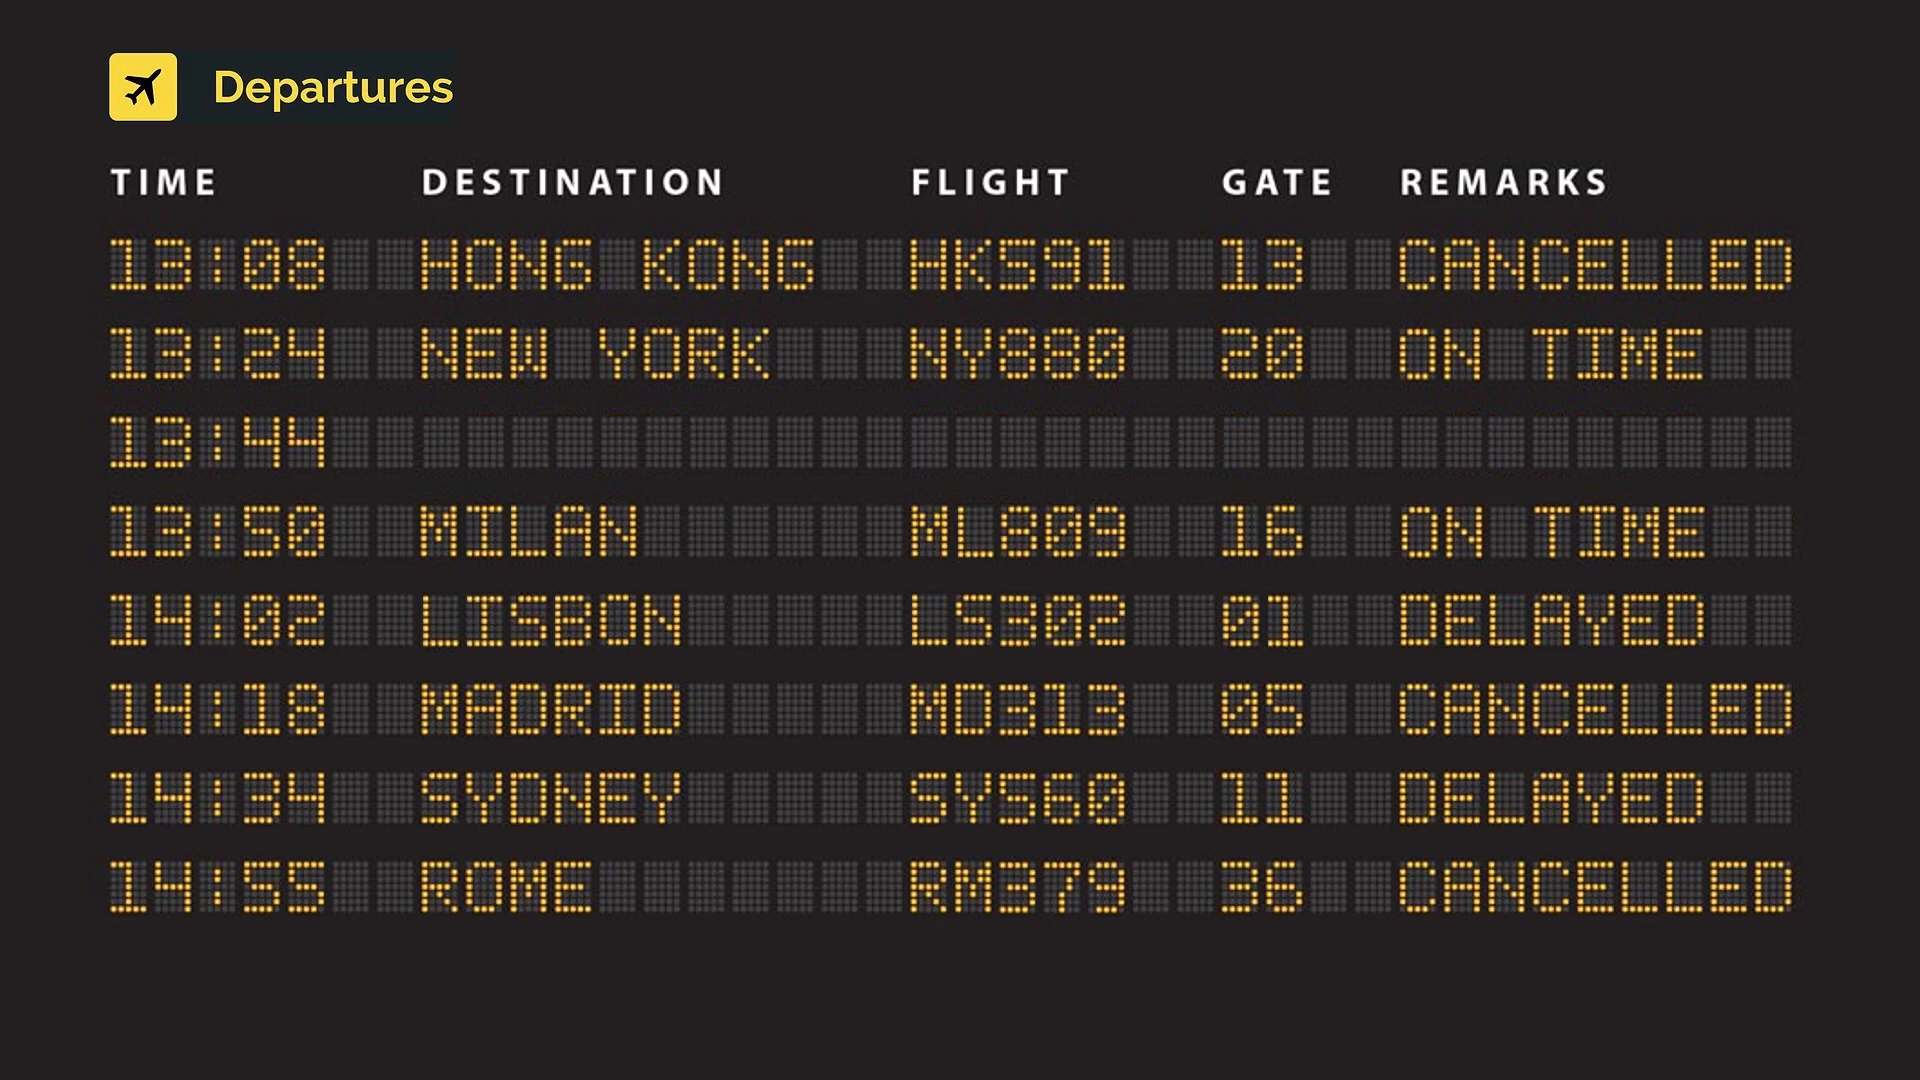 Departures
TIME DESTINATION FLIGHT GATE REMARKS
13:08 HONG KONG HK591 13 CANCELLED
13:24 NEW YORK NY880 20 ON TIME
13:44
13:50 MILAN ML809 16 ON TIME
14:02 LISBON LS302 01 DELAYED
14:18 MADRID MD313 05 CANCELLED
14:34 SYDNEY SY560 11 DELAYED
14:55 ROME RM379 36 CANCELLED